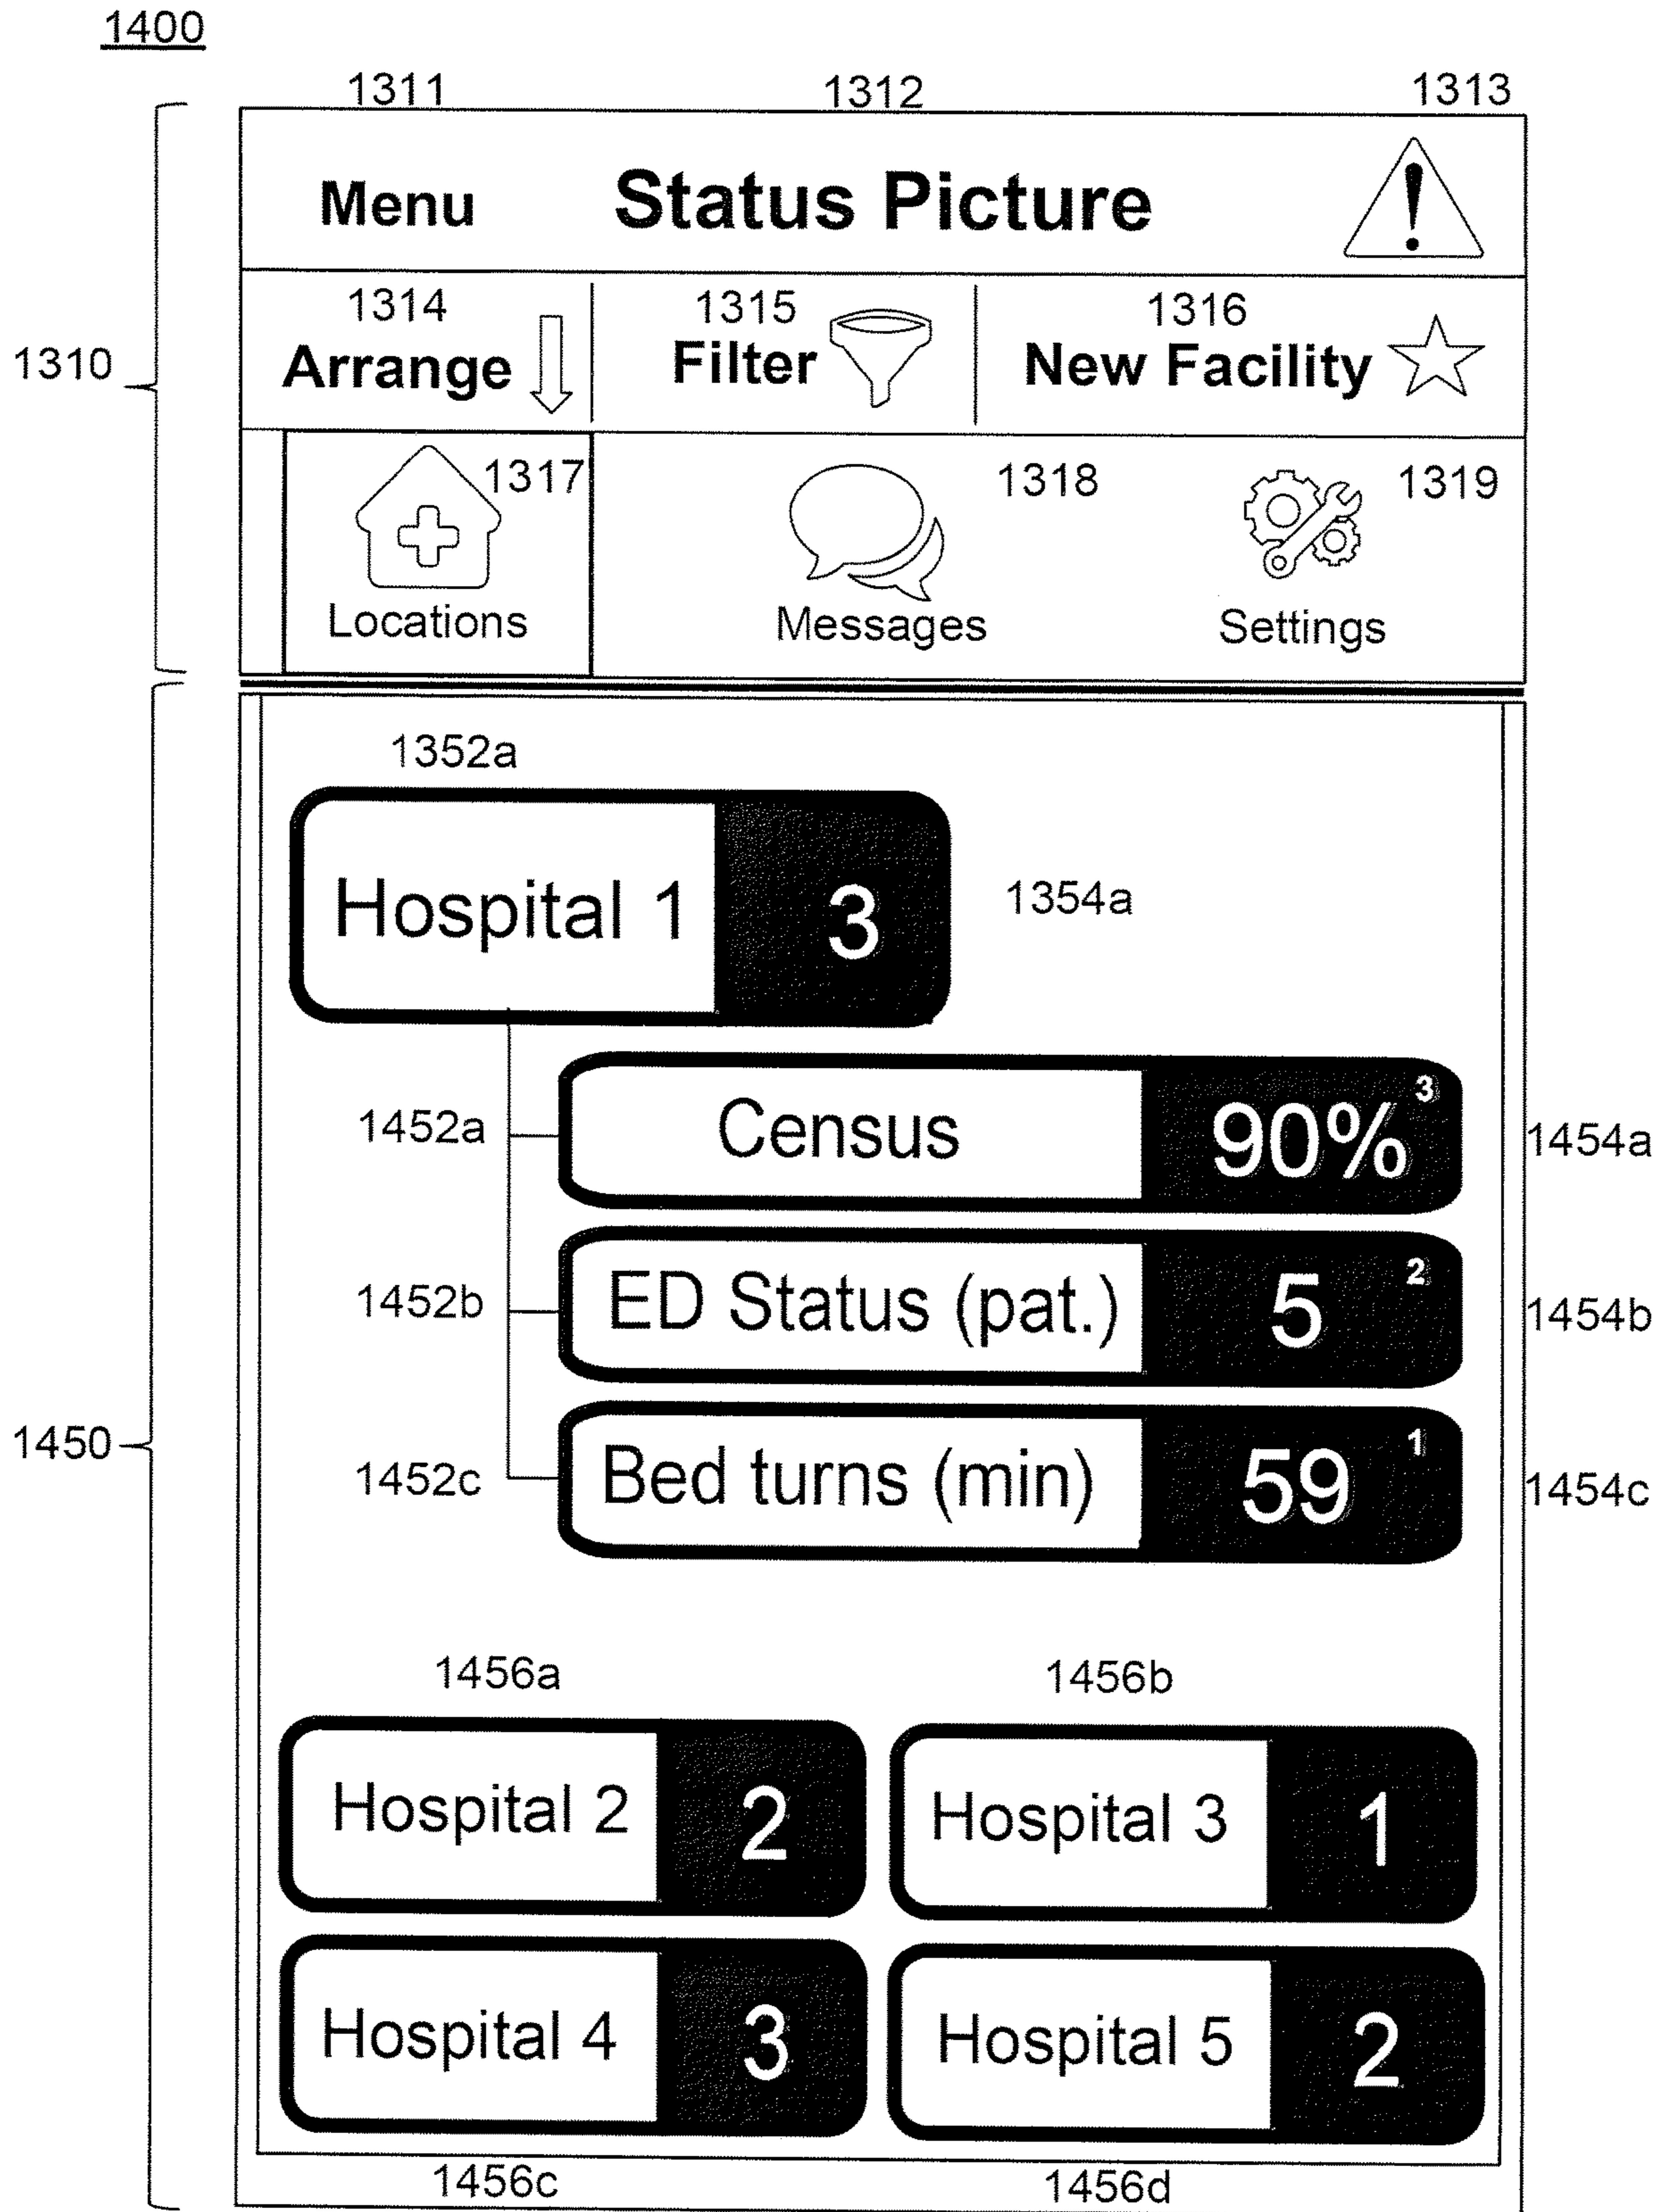 1400
1311 1312 1313
Menu Status Picture !
1314 1315 1316
1310
Arrange Filter New Facility
1317 1318 1319
Locations Messages Settings
1352a
Hospital 1 3 1354a
1452a Census 90% 3 1454a
1452b ED Status (pat.) 5 2 1454b
1450
1452c Bed turns (min) 59 1 1454c
1456a 1456b
Hospital 2 2 Hospital 3 1
Hospital 4 3 Hospital 5 2
1456c 1456d